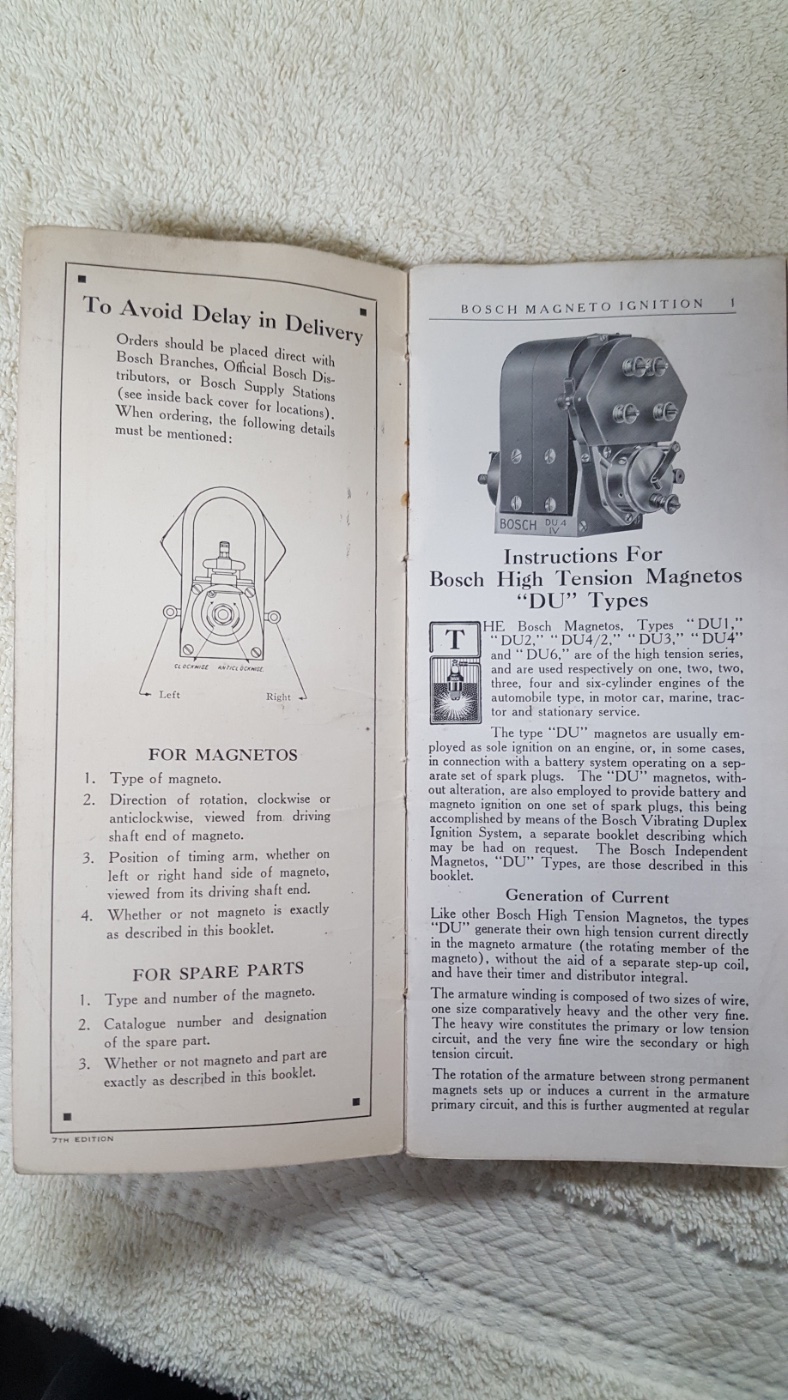 To Avoid Delay in Delivery
Orders should be placed direct with
Bosch Branches, Official Bosch Dis-
tributors, or Bosch Supply Stations
(see inside back cover for locations).
When ordering, the following details
must be mentioned:
CLOCKWISE ANTICLOCKWISE
Left Right
FOR MAGNETOS
1. Type of magneto.
2. Direction of rotation, clockwise or
anticlockwise, viewed from driving
shaft end of magneto.
3. Position of timing arm, whether on
left or right hand side of magneto,
viewed from its driving shaft end.
4. Whether or not magneto is exactly
as described in this booklet.
FOR SPARE PARTS
1. Type and number of the magneto.
2. Catalogue number and designation
of the spare part.
3. Whether or not magneto and part are
exactly as described in this booklet.
7TH EDITION
BOSCH MAGNETO IGNITION 1
BOSCH DU 4
IV
Instructions For
Bosch High Tension Magnetos
"DU" Types
THE Bosch Magnetos, Types "DU1,"
"DU2," "DU4/2," "DU3," "DU4"
and "DU6," are of the high tension series,
and are used respectively on one, two, two,
three, four and six-cylinder engines of the
automobile type, in motor car, marine, trac-
tor and stationary service.
The type "DU" magnetos are usually em-
ployed as sole ignition on an engine, or, in some cases,
in connection with a battery system operating on a sep-
arate set of spark plugs. The "DU" magnetos, with-
out alteration, are also employed to provide battery and
magneto ignition on one set of spark plugs, this being
accomplished by means of the Bosch Vibrating Duplex
Ignition System, a separate booklet describing which
may be had on request. The Bosch Independent
Magnetos, "DU" Types, are those described in this
booklet.
Generation of Current
Like other Bosch High Tension Magnetos, the types
"DU" generate their own high tension current directly
in the magneto armature (the rotating member of the
magneto), without the aid of a separate step-up coil,
and have their timer and distributor integral.
The armature winding is composed of two sizes of wire,
one size comparatively heavy and the other very fine.
The heavy wire constitutes the primary or low tension
circuit, and the very fine wire the secondary or high
tension circuit.
The rotation of the armature between strong permanent
magnets sets up or induces a current in the armature
primary circuit, and this is further augmented at regular